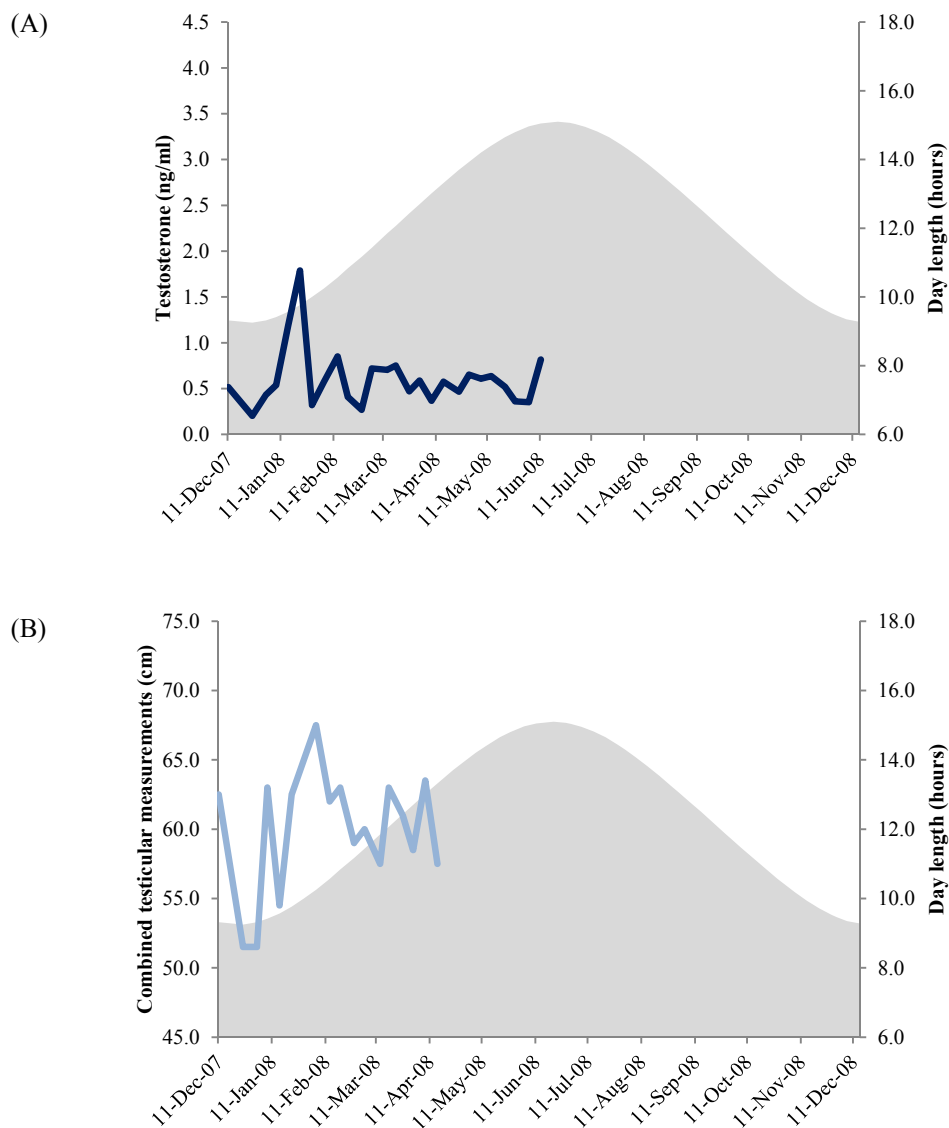 (A)
Testosterone (ng/ml)
4.5
4.0
3.5
3.0
2.5
2.0
1.5
1.0
0.5
0.0
18.0
16.0
14.0
12.0
10.0
8.0
6.0
Day length (hours)
11-Dec-07
11-Jan-08
11-Feb-08
11-Mar-08
11-Apr-08
11-May-08
11-Jun-08
11-Jul-08
11-Aug-08
11-Sep-08
11-Oct-08
11-Nov-08
11-Dec-08
(B)
Combined testicular measurements (cm)
75.0
70.0
65.0
60.0
55.0
50.0
45.0
18.0
16.0
14.0
12.0
10.0
8.0
6.0
Day length (hours)
11-Dec-07
11-Jan-08
11-Feb-08
11-Mar-08
11-Apr-08
11-May-08
11-Jun-08
11-Jul-08
11-Aug-08
11-Sep-08
11-Oct-08
11-Nov-08
11-Dec-08